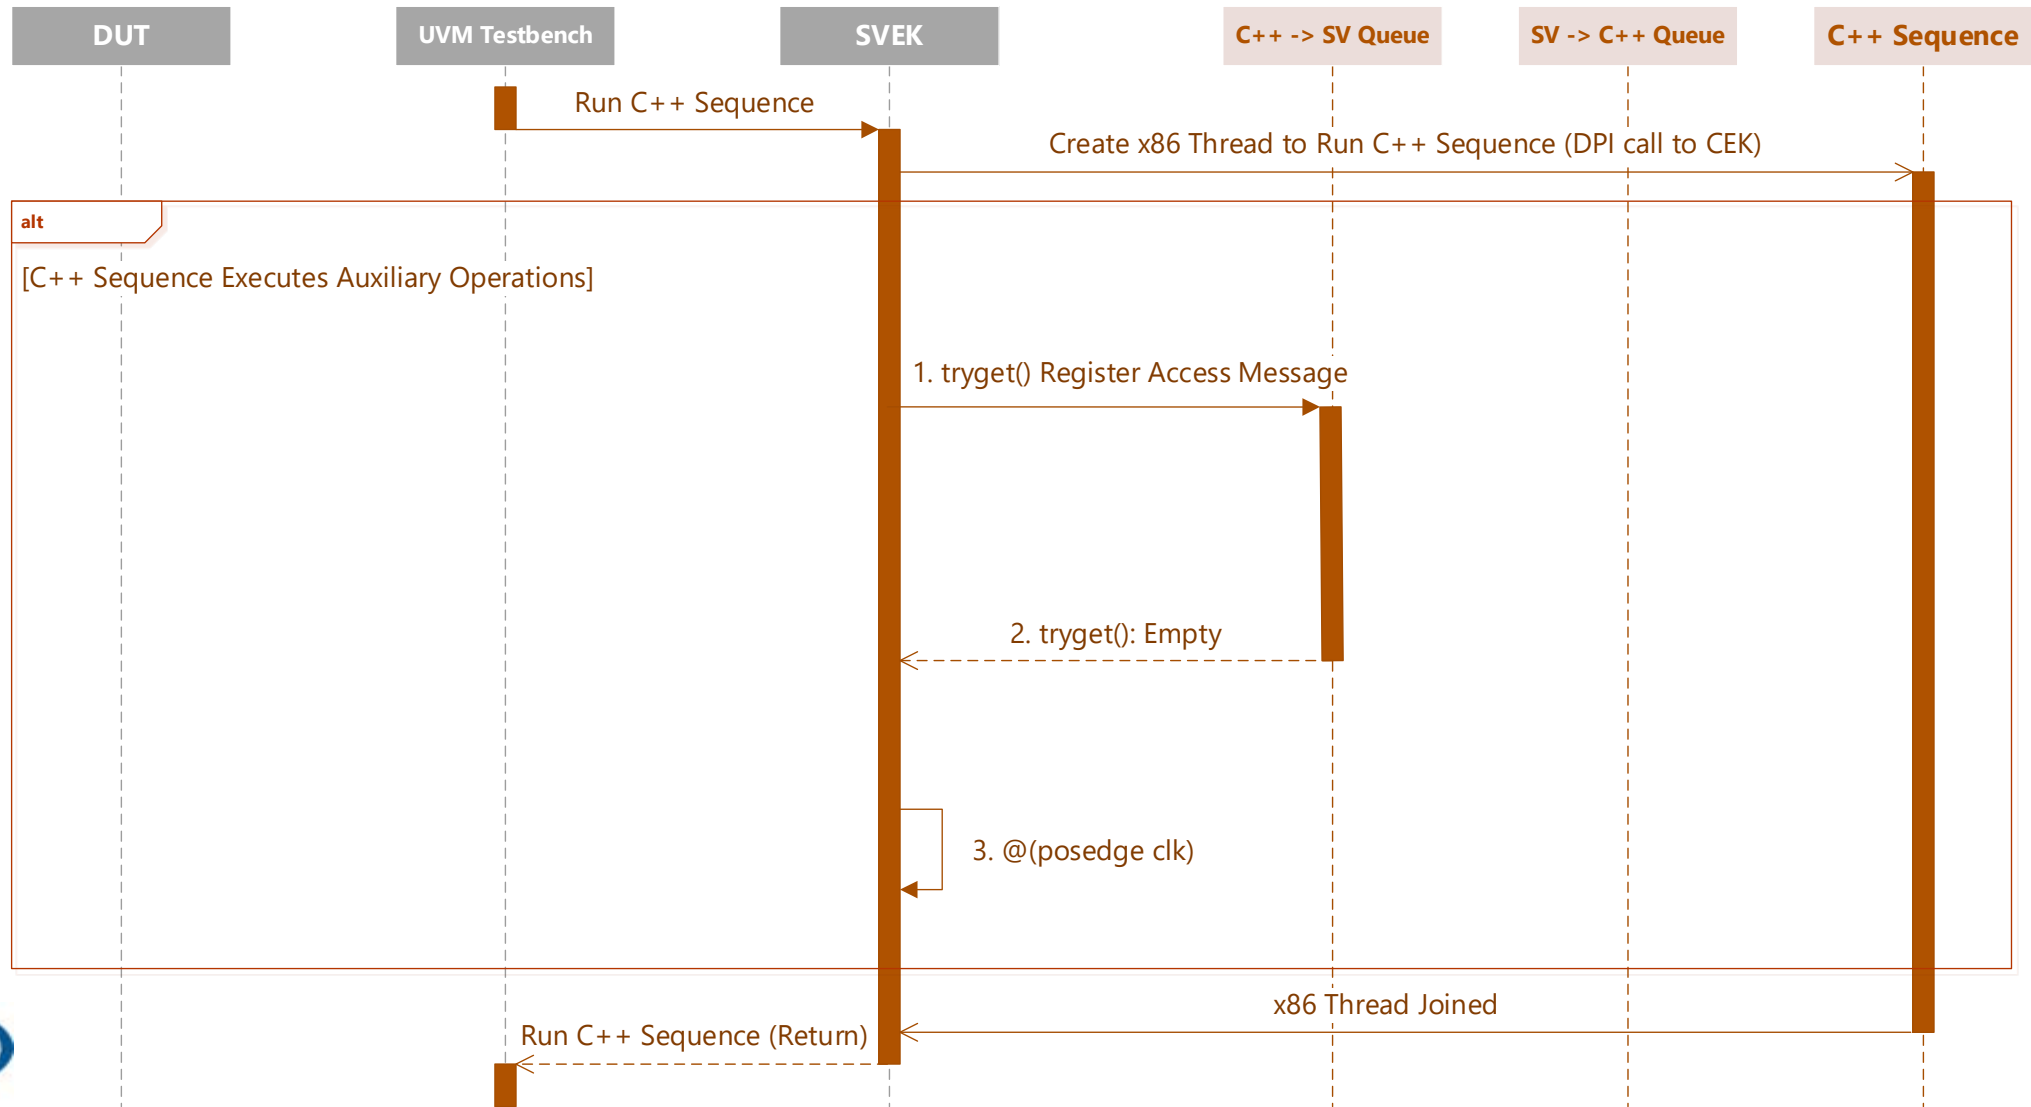 DUT
UVM Testbench
SVEK
C++ -> SV Queue
SV -> C++ Queue
C++ Sequence
Run C++ Sequence
Create x86 Thread to Run C++ Sequence (DPI call to CEK)
alt
[C++ Sequence Executes Auxiliary Operations]
1. tryget() Register Access Message
2. tryget(): Empty
3. @(posedge clk)
x86 Thread Joined
Run C++ Sequence (Return)